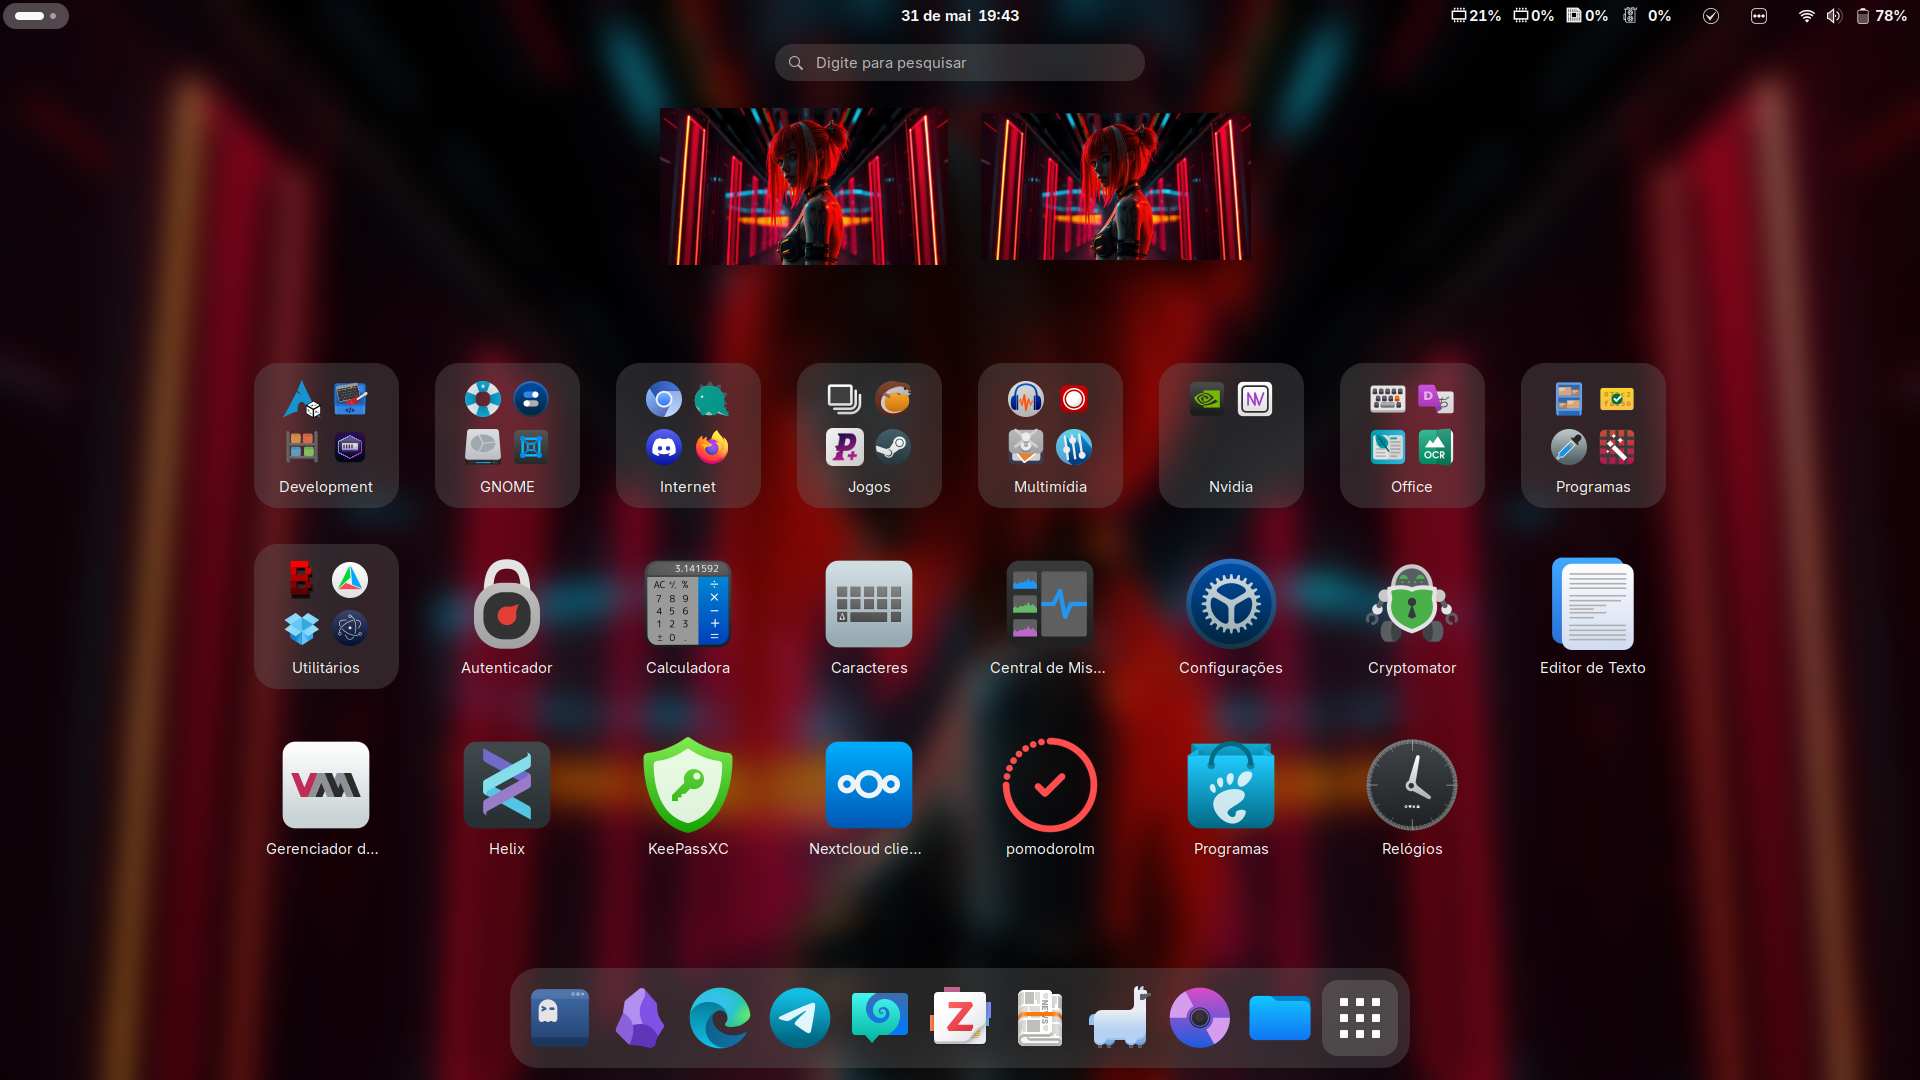 31 de mai 19:43
21% 0% 0% 0% 78%
Digite para pesquisar
Development
GNOME
Internet
Jogos
Multimídia
Nvidia
Office
Programas
Utilitários
Autenticador
Calculadora
Caracteres
Central de Mis...
Configurações
Cryptomator
Editor de Texto
Gerenciador d...
Helix
KeePassXC
Nextcloud clie...
pomodorolm
Programas
Relógios
OCR
3.141592
AC +⁄- %  ÷
7 8 9 ×
4 5 6 −
1 2 3 +
± 0 . =
Z
NEWS